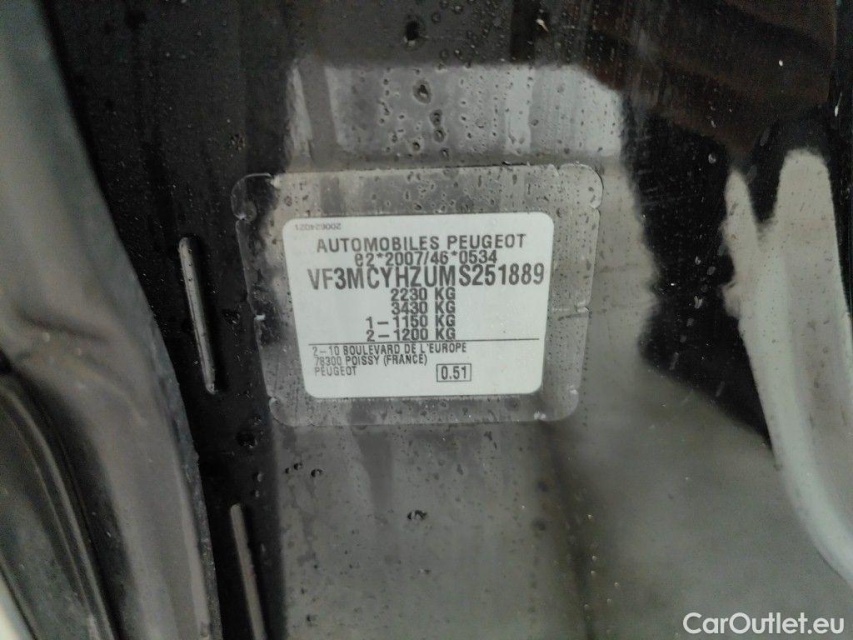 200624021
AUTOMOBILES PEUGEOT
e2*2007/46*0534
VF3MCYHZUMS251889
2230 KG
3430 KG
1-1150 KG
2-1200 KG
2-10 BOULEVARD DE L'EUROPE
78300 POISSY (FRANCE)
PEUGEOT 0.51
CarOutlet.eu